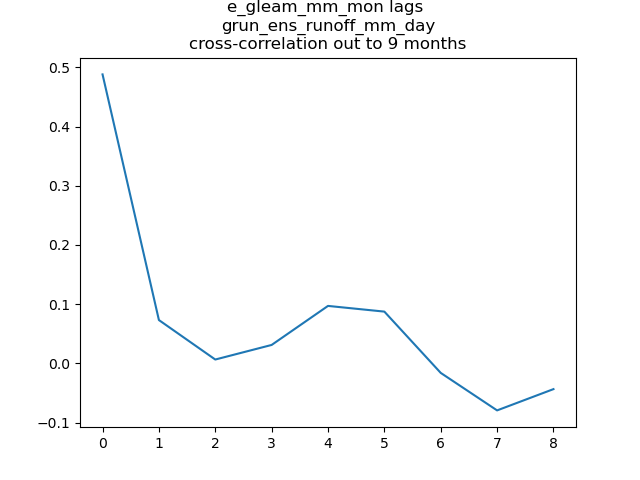 e_gleam_mm_mon lags
grun_ens_runoff_mm_day
cross-correlation out to 9 months
0.5
0.4
0.3
0.2
0.1
0.0
−0.1
0 1 2 3 4 5 6 7 8